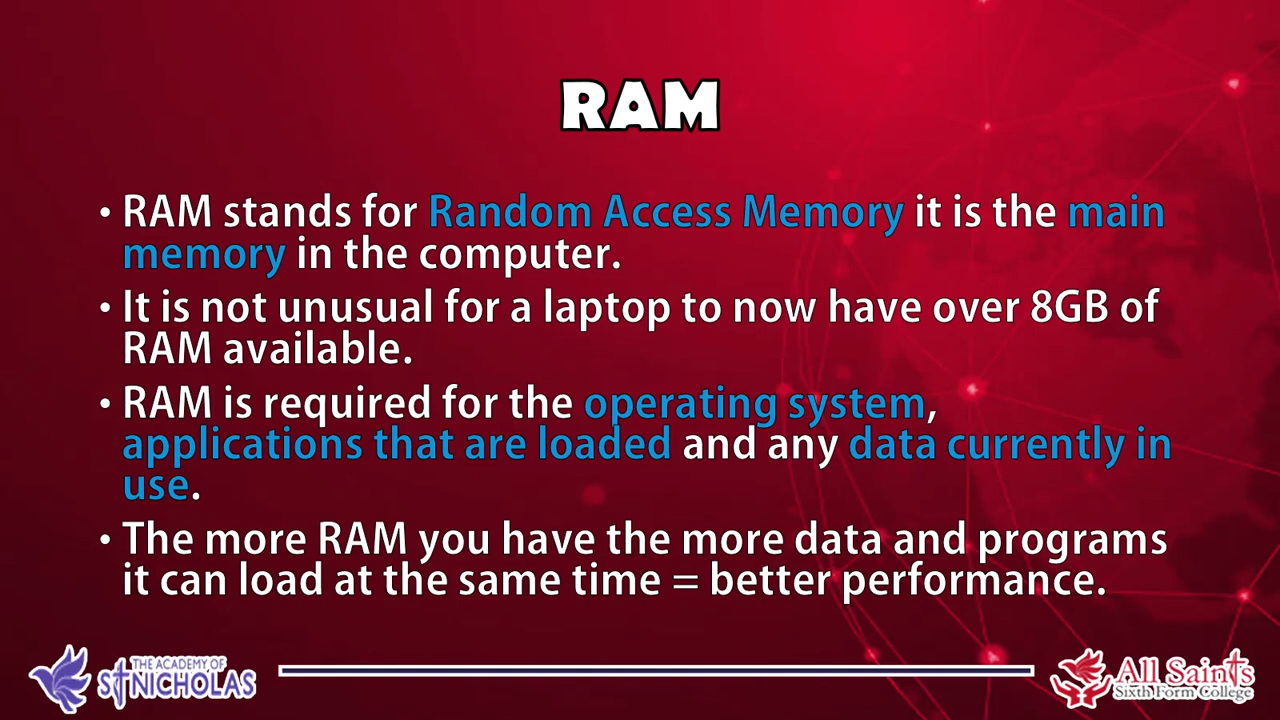 RAM
• RAM stands for Random Access Memory it is the main
memory in the computer.
• It is not unusual for a laptop to now have over 8GB of
RAM available.
• RAM is required for the operating system,
applications that are loaded and any data currently in
use.
• The more RAM you have the more data and programs
it can load at the same time = better performance.
THE ACADEMY OF
ST NICHOLAS
All Saints
Sixth Form College